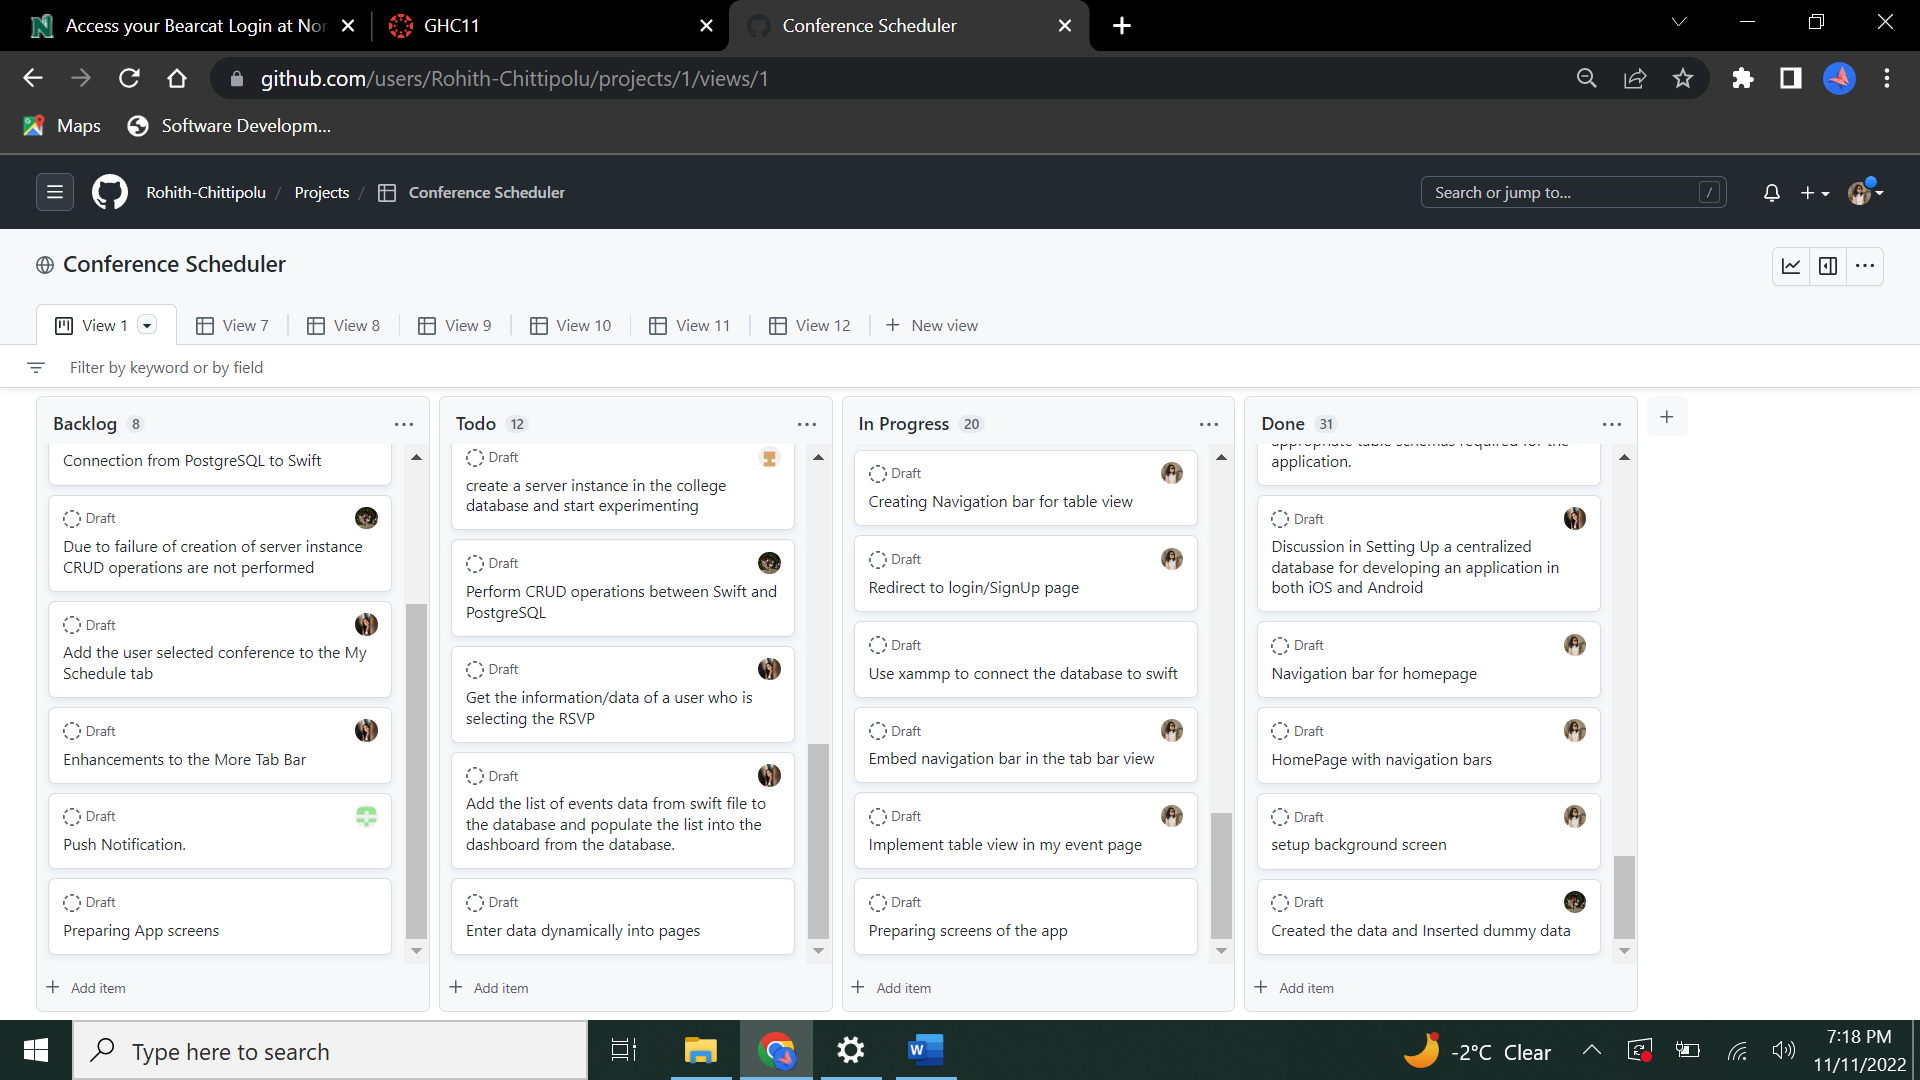 Access your Bearcat Login at Nor
GHC11
Conference Scheduler
github.com/users/Rohith-Chittipolu/projects/1/views/1
Maps
Software Developm...
Rohith-Chittipolu / Projects / Conference Scheduler
Search or jump to... /
Conference Scheduler
View 1
View 7
View 8
View 9
View 10
View 11
View 12
New view
Filter by keyword or by field
Backlog 8
Connection from PostgreSQL to Swift
Draft
Due to failure of creation of server instance
CRUD operations are not performed
Draft
Add the user selected conference to the My
Schedule tab
Draft
Enhancements to the More Tab Bar
Draft
Push Notification.
Draft
Preparing App screens
Add item
Todo 12
Draft
create a server instance in the college
database and start experimenting
Draft
Perform CRUD operations between Swift and
PostgreSQL
Draft
Get the information/data of a user who is
selecting the RSVP
Draft
Add the list of events data from swift file to
the database and populate the list into the
dashboard from the database.
Draft
Enter data dynamically into pages
Add item
In Progress 20
Draft
Creating Navigation bar for table view
Draft
Redirect to login/SignUp page
Draft
Use xammp to connect the database to swift
Draft
Embed navigation bar in the tab bar view
Draft
Implement table view in my event page
Draft
Preparing screens of the app
Add item
Done 31
appropriate table schemas required for the
application.
Draft
Discussion in Setting Up a centralized
database for developing an application in
both iOS and Android
Draft
Navigation bar for homepage
Draft
HomePage with navigation bars
Draft
setup background screen
Draft
Created the data and Inserted dummy data
Add item
Type here to search
W
-2°C Clear
7:18 PM
11/11/2022